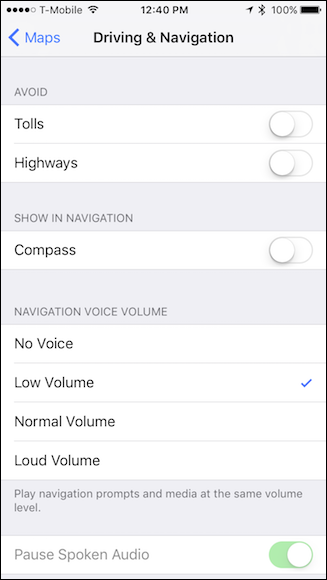 T-Mobile 12:40 PM 100%
Maps Driving & Navigation
AVOID
Tolls
Highways
SHOW IN NAVIGATION
Compass
NAVIGATION VOICE VOLUME
No Voice
Low Volume
Normal Volume
Loud Volume
Play navigation prompts and media at the same volume
level.
Pause Spoken Audio